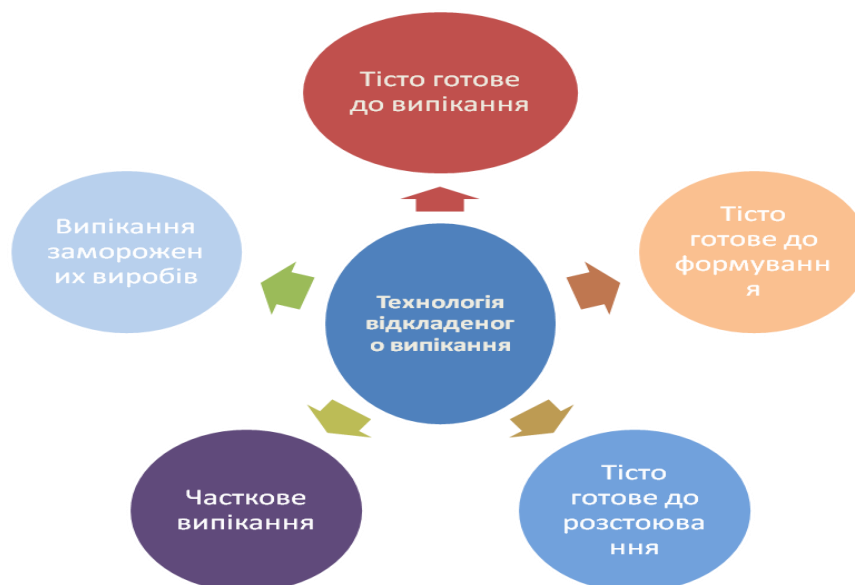 Тісто готове
до випікання
Випікання
заморожен
их виробів
Тісто
готове до
формуванн
я
Технологія
відкладеног
о випікання
Часткове
випікання
Тісто
готове до
розстоюва
ння